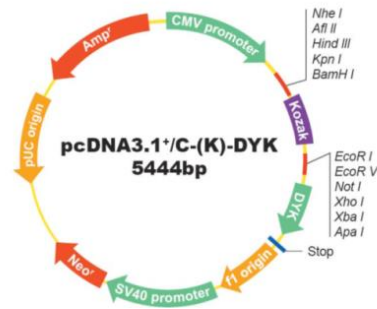 Nhe I
Afl II
Hind III
Kpn I
BamH I
CMV promoter
Kozak
EcoR I
EcoR V
Not I
Xho I
Xba I
Apa I
DYK
Stop
f1 origin
SV40 promoter
Neoʳ
pUC origin
Ampʳ
pcDNA3.1⁺/C-(K)-DYK
5444bp